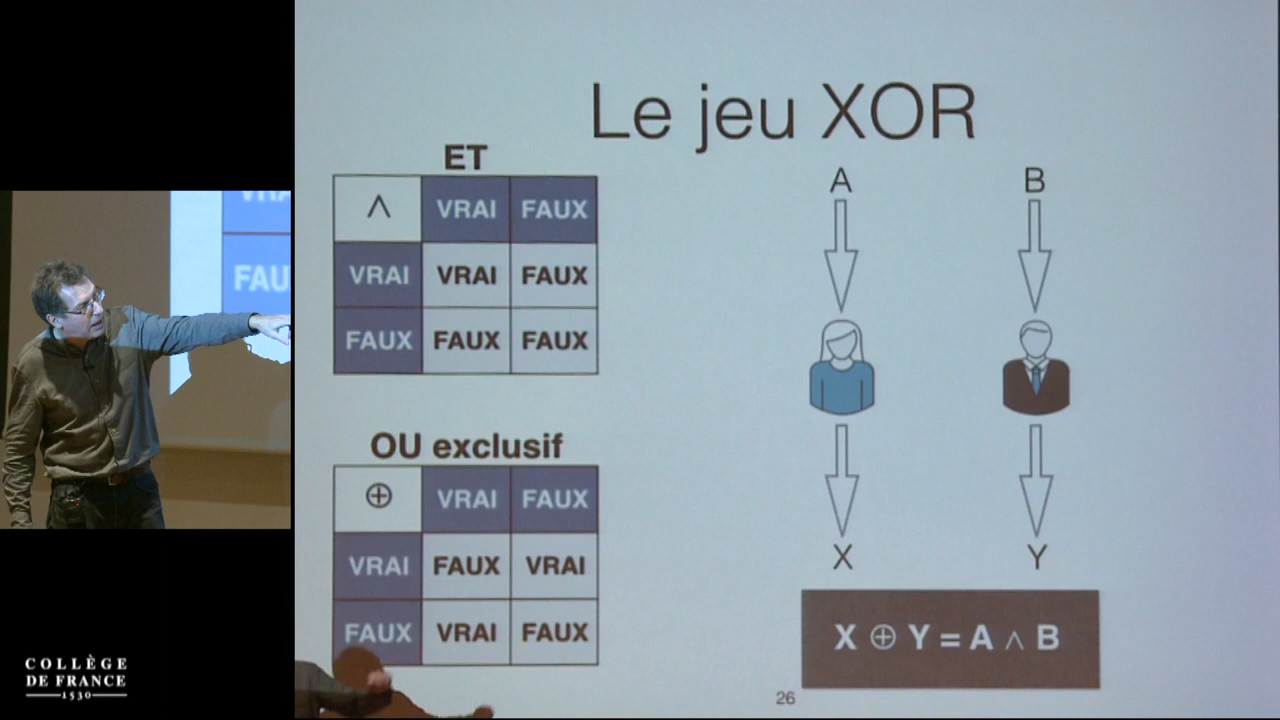 Le jeu XOR
ET
∧ VRAI FAUX
VRAI VRAI FAUX
FAUX FAUX FAUX
OU exclusif
⊕ VRAI FAUX
VRAI FAUX VRAI
FAUX VRAI FAUX
A B
X Y
X ⊕ Y = A ∧ B
26
VRAI
FAU
COLLÈGE
DE FRANCE
1530